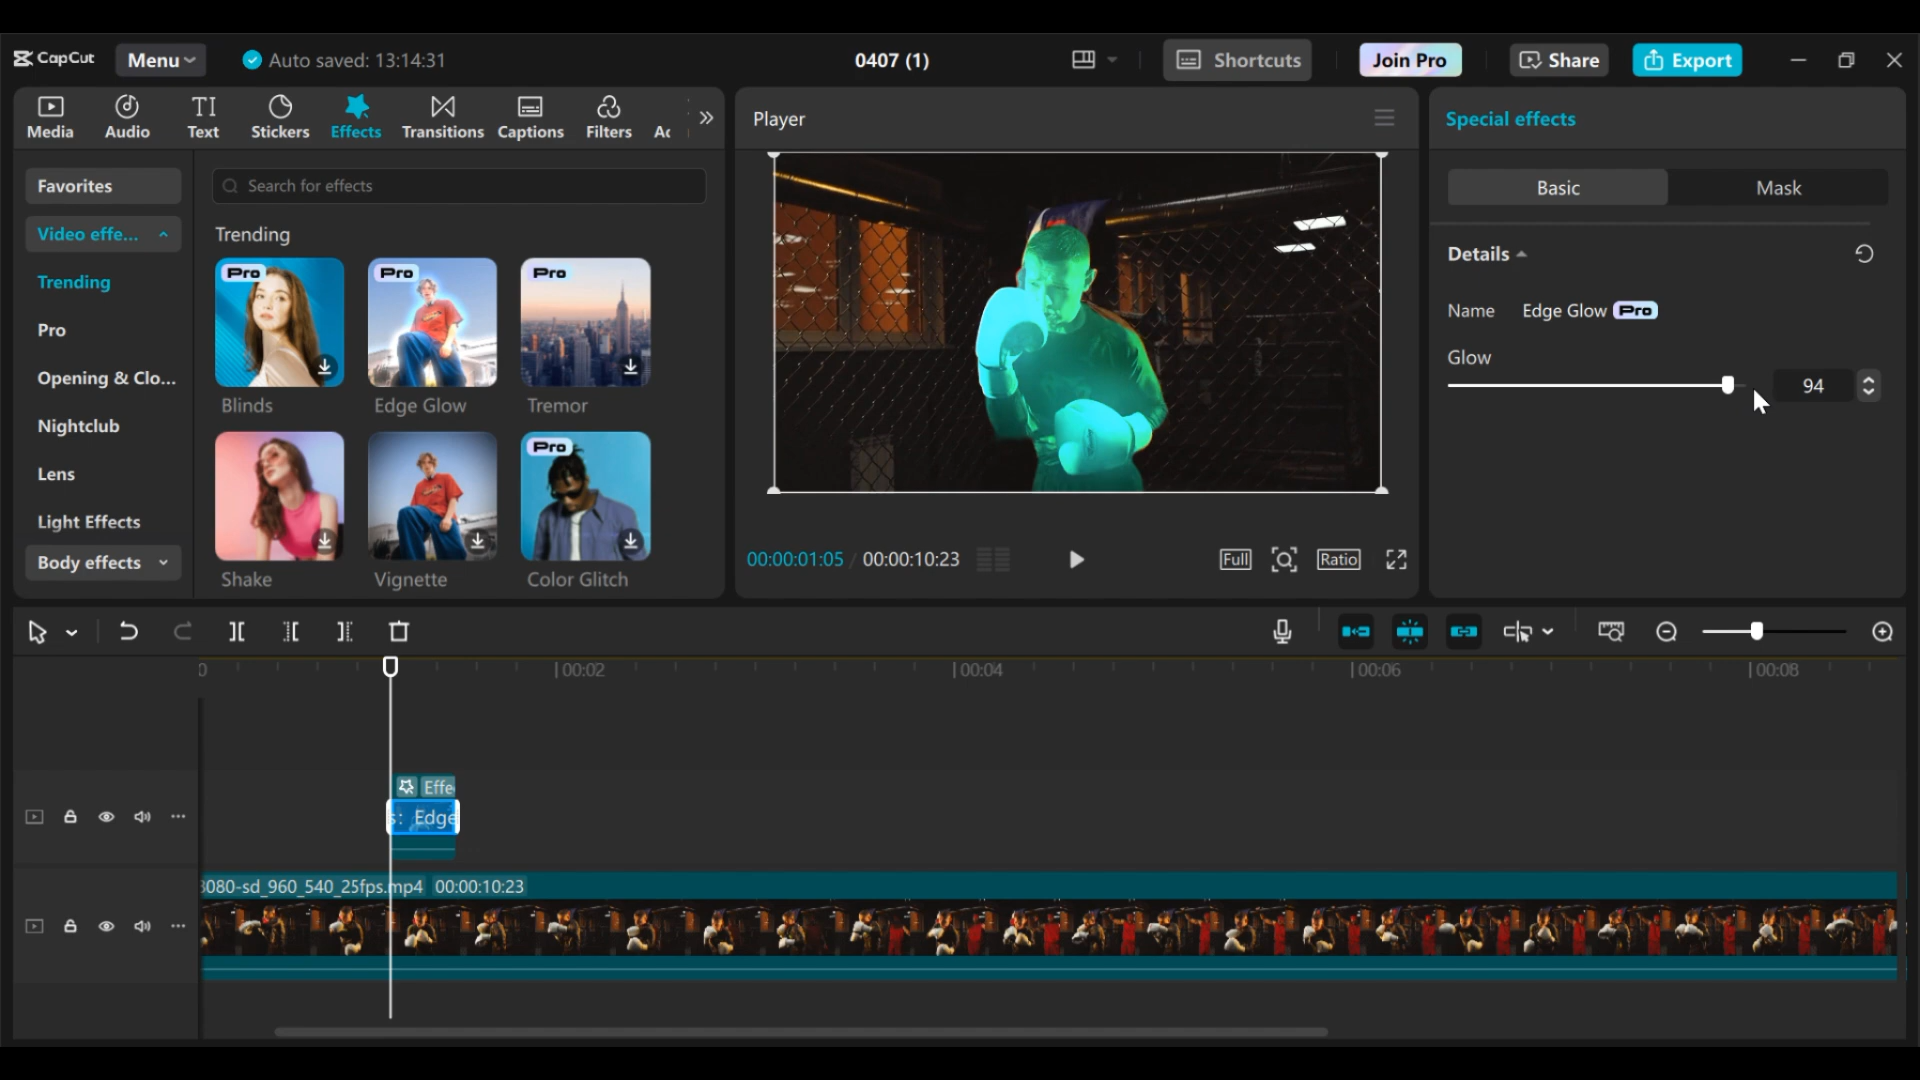 CapCut
Menu
Auto saved: 13:14:31
0407 (1)
Shortcuts
Join Pro
Share
Export
Media
Audio
TI
Text
Stickers
Effects
Transitions
Captions
Filters
Favorites
Video effe...
Trending
Pro
Opening & Clo...
Nightclub
Lens
Light Effects
Body effects
Search for effects
Trending
Pro
Pro
Pro
Blinds
Edge Glow
Tremor
Pro
Shake
Vignette
Color Glitch
Player
00:00:01:05 / 00:00:10:23
Full
Ratio
Special effects
Basic
Mask
Details
Name Edge Glow Pro
Glow
94
0
00:02
00:04
00:06
00:08
Effe
s: Edge
8080-sd_960_540_25fps.mp4 00:00:10:23